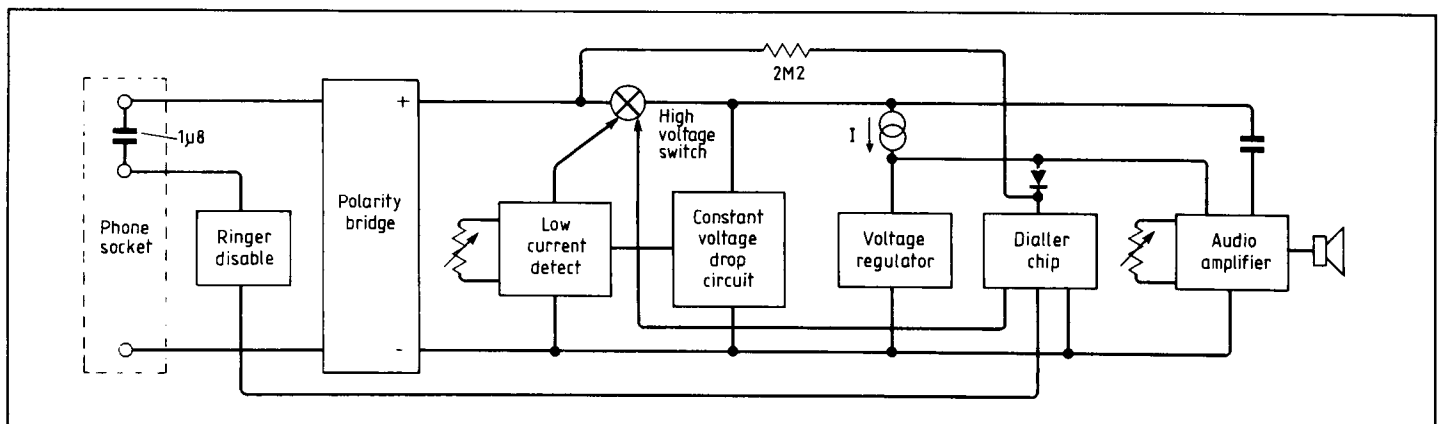 2M2
1µ8
+
High
voltage
switch
I
Phone
socket
Ringer
disable
Polarity
bridge
Low
current
detect
Constant
voltage
drop
circuit
Voltage
regulator
Dialler
chip
Audio
amplifier
-